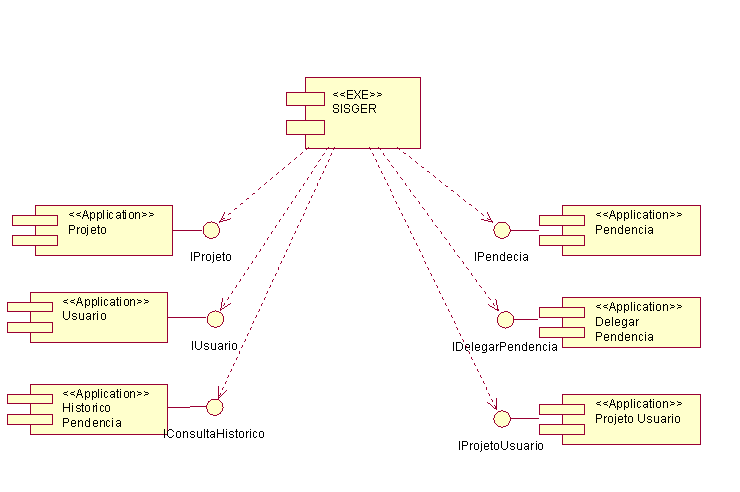 <<EXE>>
SISGER
<<Application>>
Projeto
IProjeto
<<Application>>
Pendencia
IPendecia
<<Application>>
Usuario
IUsuario
<<Application>>
Delegar
Pendencia
IDelegarPendencia
<<Application>>
Historico
Pendencia
IConsultaHistorico
<<Application>>
Projeto Usuario
IProjetoUsuario